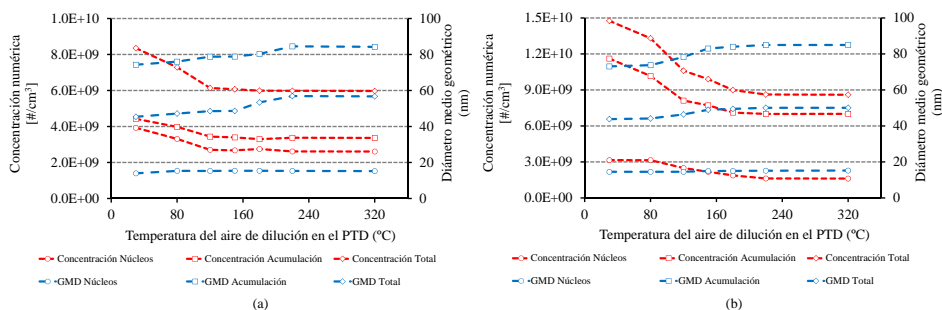 Concentración numérica
[#/cm³]
1.0E+10
8.0E+09
6.0E+09
4.0E+09
2.0E+09
0.0E+00
100
80
60
40
20
0
Diámetro medio geométrico
(nm)
0 80 160 240 320
Temperatura del aire de dilución en el PTD (ºC)
Concentración Núcleos Concentración Acumulación Concentración Total
GMD Núcleos GMD Acumulación GMD Total
(a)
Concentración numérica
[#/cm³]
1.5E+10
1.2E+10
9.0E+09
6.0E+09
3.0E+09
0.0E+00
100
80
60
40
20
0
Diámetro medio geométrico
(nm)
0 80 160 240 320
Temperatura del aire de dilución en el PTD (ºC)
Concentración Núcleos Concentración Acumulación Concentración Total
GMD Núcleos GMD Acumulación GMD Total
(b)